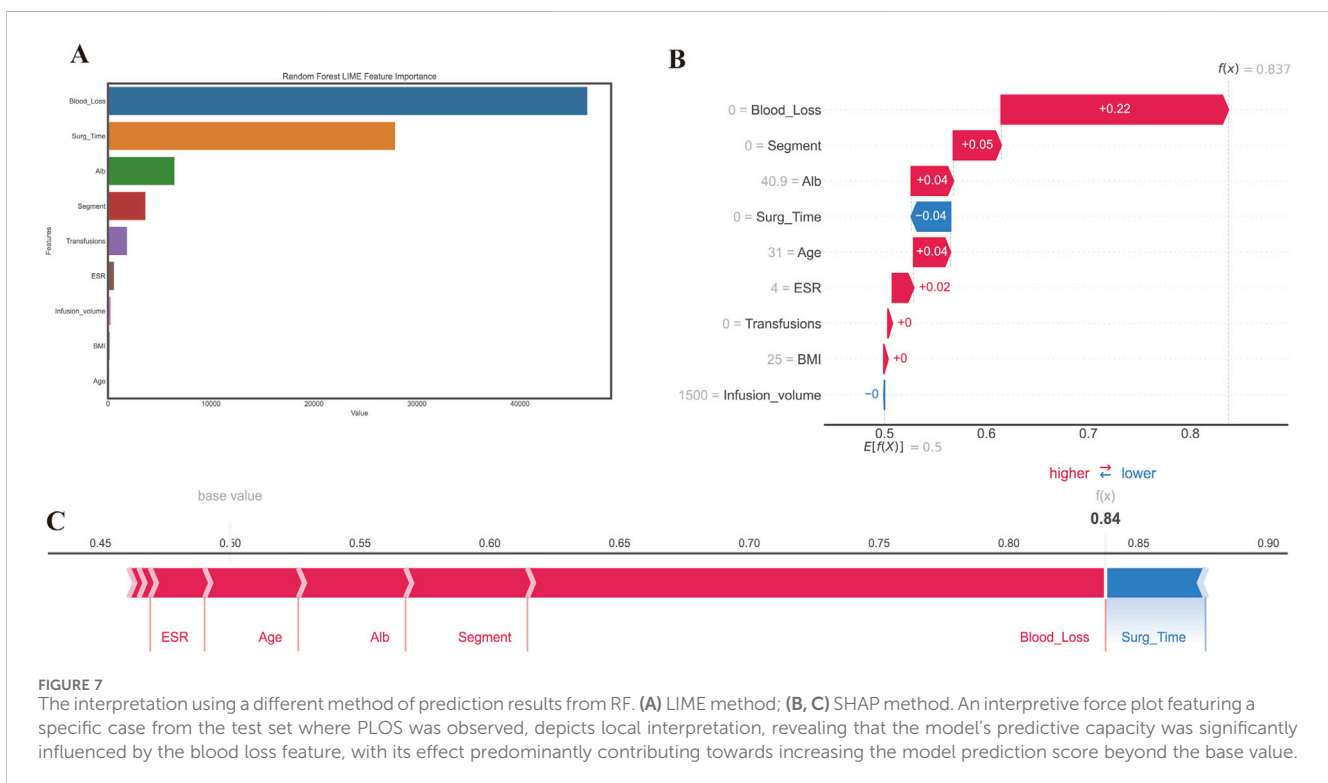 A
Random Forest LIME Feature Importance
Features
Blood_Loss
Surg_Time
Alb
Segment
Transfusions
ESR
Infusion_volume
BMI
Age
0 10000 20000 30000 40000
Value
B
f(x) = 0.837
0 = Blood_Loss +0.22
0 = Segment +0.05
40.9 = Alb +0.04
0 = Surg_Time −0.04
31 = Age +0.04
4 = ESR +0.02
0 = Transfusions +0
25 = BMI +0
1500 = Infusion_volume −0
0.5 0.6 0.7 0.8
E[f(X)] = 0.5
higher ⇄ lower
base value f(x)
C 0.84
0.45 0.50 0.55 0.60 0.65 0.70 0.75 0.80 0.85 0.90
ESR Age Alb Segment Blood_Loss Surg_Time
FIGURE 7
The interpretation using a different method of prediction results from RF. (A) LIME method; (B, C) SHAP method. An interpretive force plot featuring a
specific case from the test set where PLOS was observed, depicts local interpretation, revealing that the model's predictive capacity was significantly
influenced by the blood loss feature, with its effect predominantly contributing towards increasing the model prediction score beyond the base value.